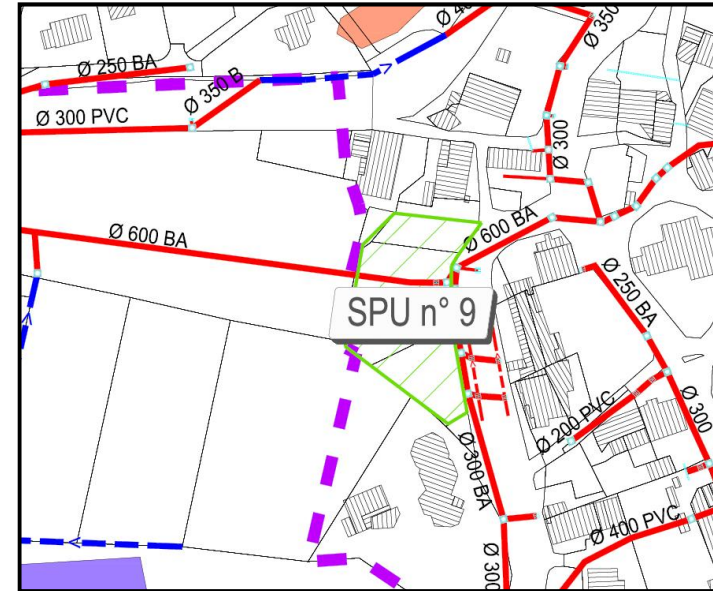 Ø 250 BA
Ø 350 B
Ø 300 PVC
Ø 350
Ø 300
Ø 600 BA
Ø 600 BA
SPU n° 9
Ø 250 BA
Ø 200 PVC
Ø 300
Ø 300 BA
Ø 400 PVC
Ø 300